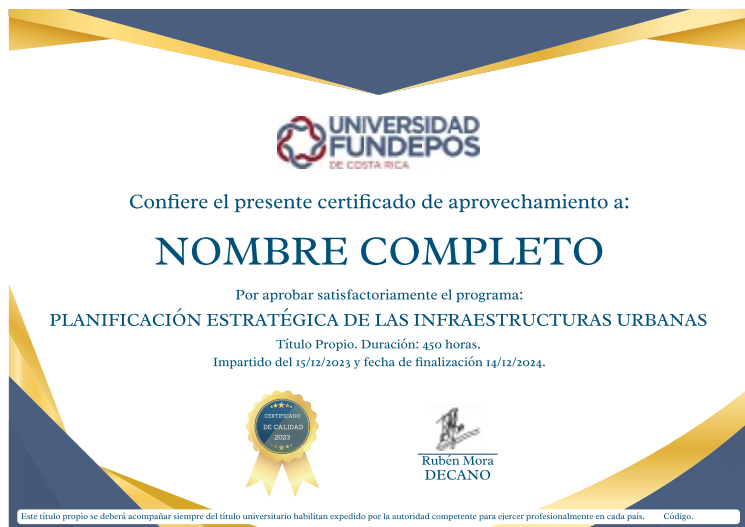 UNIVERSIDAD
FUNDEPOS
DE COSTA RICA
Confiere el presente certificado de aprovechamiento a:
NOMBRE COMPLETO
Por aprobar satisfactoriamente el programa:
PLANIFICACIÓN ESTRATÉGICA DE LAS INFRAESTRUCTURAS URBANAS
Título Propio. Duración: 450 horas.
Impartido del 15/12/2023 y fecha de finalización 14/12/2024.
CERTIFICADO
DE CALIDAD
2023
Rubén Mora
DECANO
Este título propio se deberá acompañar siempre del título universitario habilitan expedido por la autoridad competente para ejercer profesionalmente en cada país. Código.